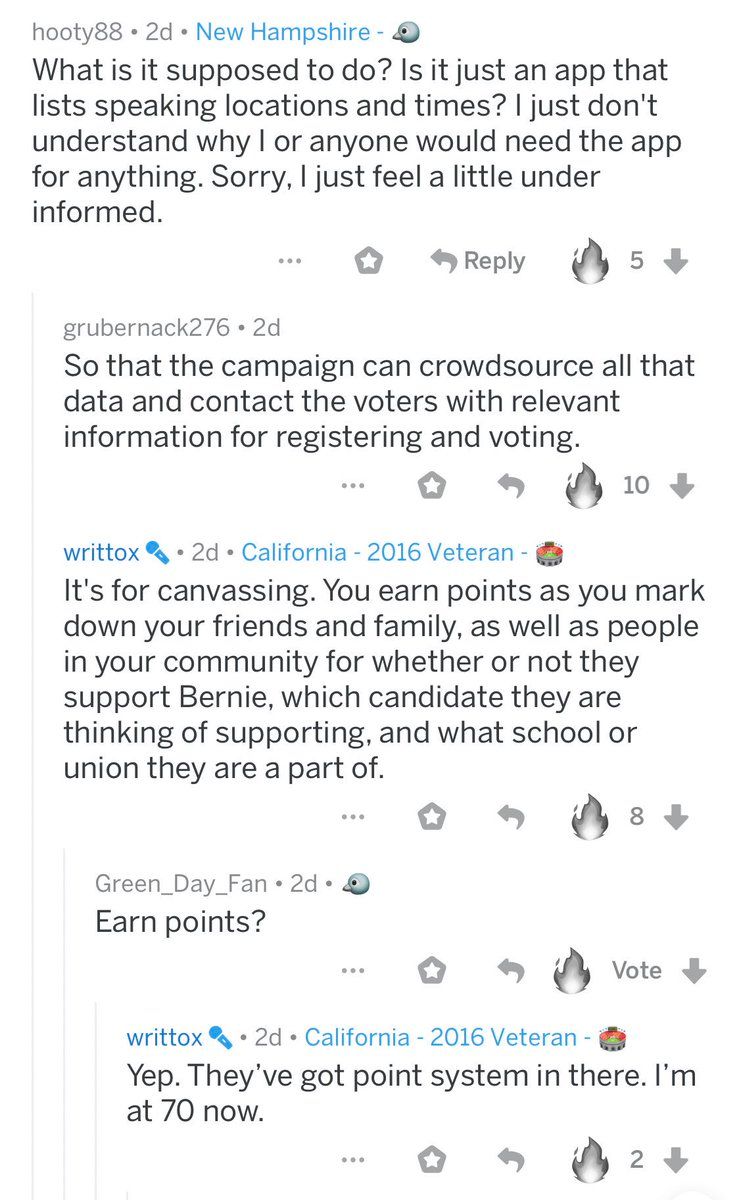 hooty88 • 2d • New Hampshire -
What is it supposed to do? Is it just an app that
lists speaking locations and times? I just don't
understand why I or anyone would need the app
for anything. Sorry, I just feel a little under
informed.
Reply 5
grubernack276 • 2d
So that the campaign can crowdsource all that
data and contact the voters with relevant
information for registering and voting.
10
writtox • 2d • California - 2016 Veteran -
It's for canvassing. You earn points as you mark
down your friends and family, as well as people
in your community for whether or not they
support Bernie, which candidate they are
thinking of supporting, and what school or
union they are a part of.
8
Green_Day_Fan • 2d •
Earn points?
Vote
writtox • 2d • California - 2016 Veteran -
Yep. They’ve got point system in there. I’m
at 70 now.
2